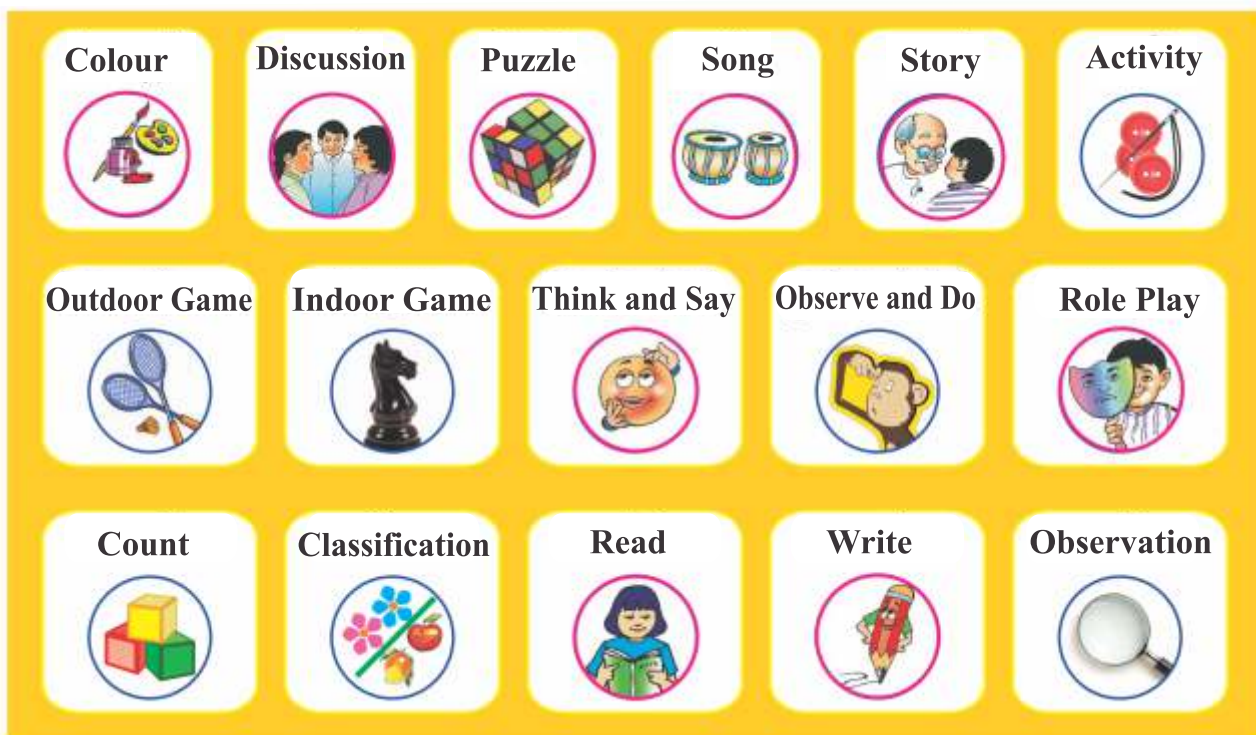 Colour
Discussion
Puzzle
Song
Story
Activity
Outdoor Game
Indoor Game
Think and Say
Observe and Do
Role Play
Count
Classification
Read
Write
Observation